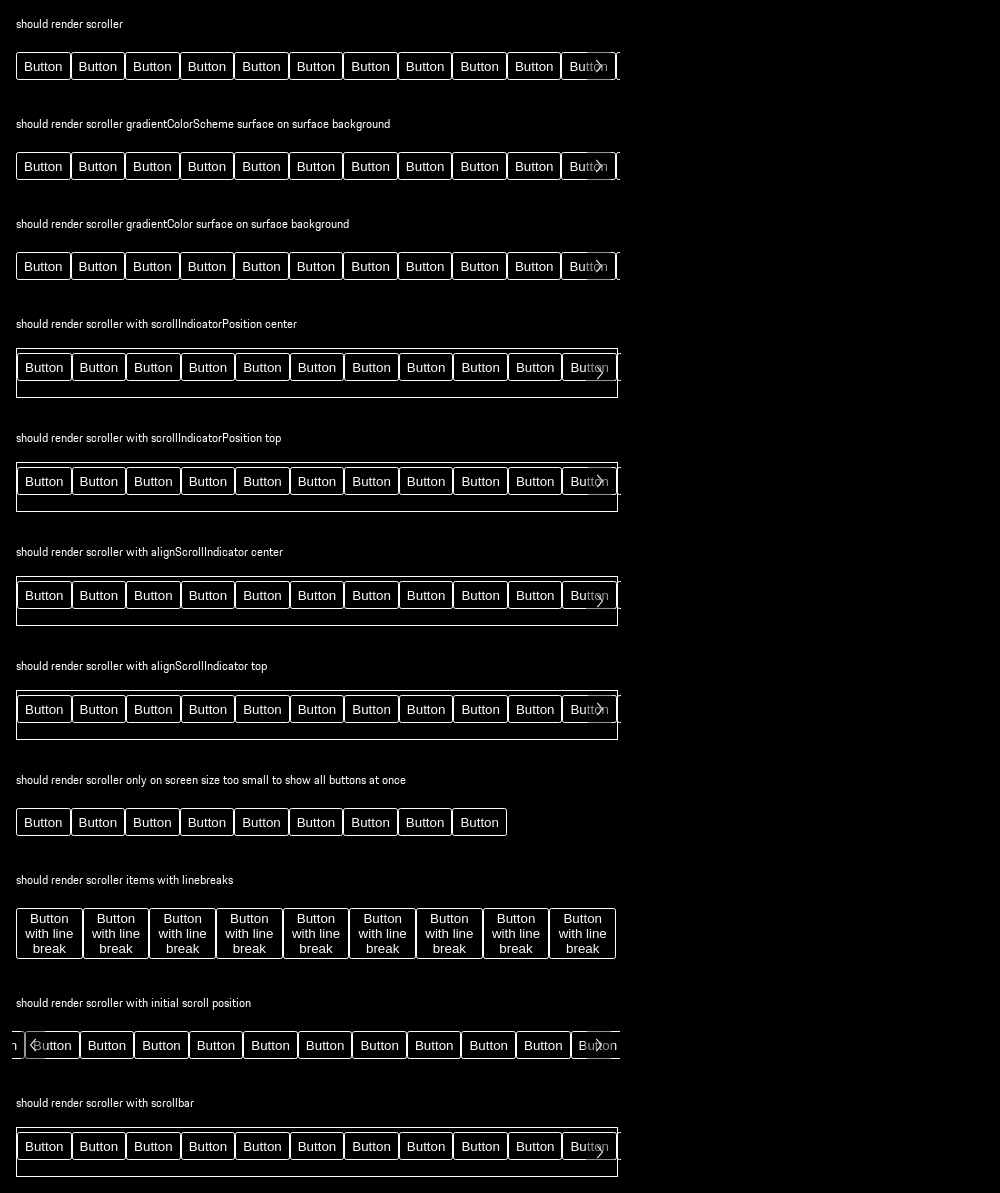 should render scroller
Button Button Button Button Button Button Button Button Button Button Button
should render scroller gradientColorScheme surface on surface background
Button Button Button Button Button Button Button Button Button Button Button
should render scroller gradientColor surface on surface background
Button Button Button Button Button Button Button Button Button Button Button
should render scroller with scrollIndicatorPosition center
Button Button Button Button Button Button Button Button Button Button Button
should render scroller with scrollIndicatorPosition top
Button Button Button Button Button Button Button Button Button Button Button
should render scroller with alignScrollIndicator center
Button Button Button Button Button Button Button Button Button Button Button
should render scroller with alignScrollIndicator top
Button Button Button Button Button Button Button Button Button Button Button
should render scroller only on screen size too small to show all buttons at once
Button Button Button Button Button Button Button Button Button
should render scroller items with linebreaks
Button Button Button Button Button Button Button Button Button
with line with line with line with line with line with line with line with line with line
break break break break break break break break break
should render scroller with initial scroll position
n Button Button Button Button Button Button Button Button Button Button Button
should render scroller with scrollbar
Button Button Button Button Button Button Button Button Button Button Button